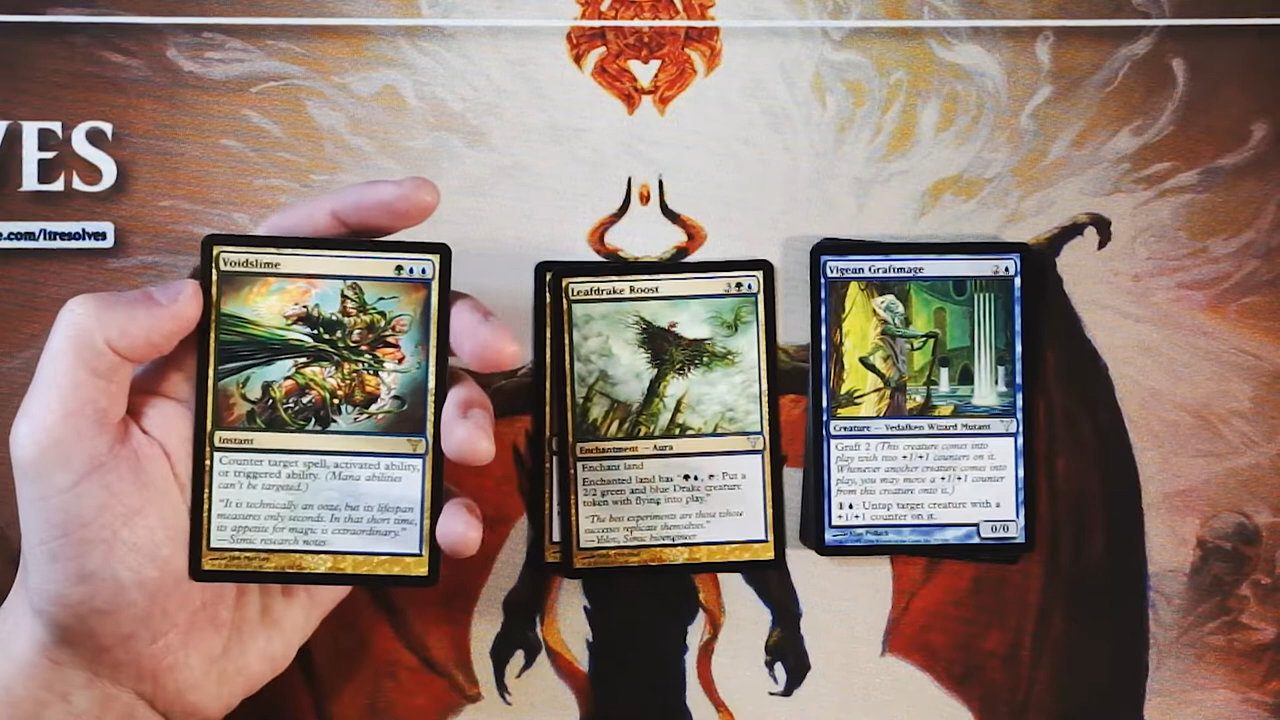 VES
e.com/ltresolves
Voidslime
Instant
Counter target spell, activated ability,
or triggered ability. (Mana abilities
can't be targeted.)
"It is technically an ooze, but its lifespan
measures only seconds. In that short time,
its appetite for magic is extraordinary."
—Simic research notes
Leafdrake Roost
3
Enchantment — Aura
Enchant land
Enchanted land has " , : Put a
2/2 green and blue Drake creature
token with flying into play."
"The best experiments are those whose
successes replicate themselves."
Simic bioengineer
Vigean Graftmage
2
Creature — Vedalken Wizard Mutant
Graft 2 (This creature comes into
play with two +1/+1 counters on it.
Whenever another creature comes into
play, you may move a +1/+1 counter
from this creature onto it.)
1 : Untap target creature with a
+1/+1 counter on it.
0/0